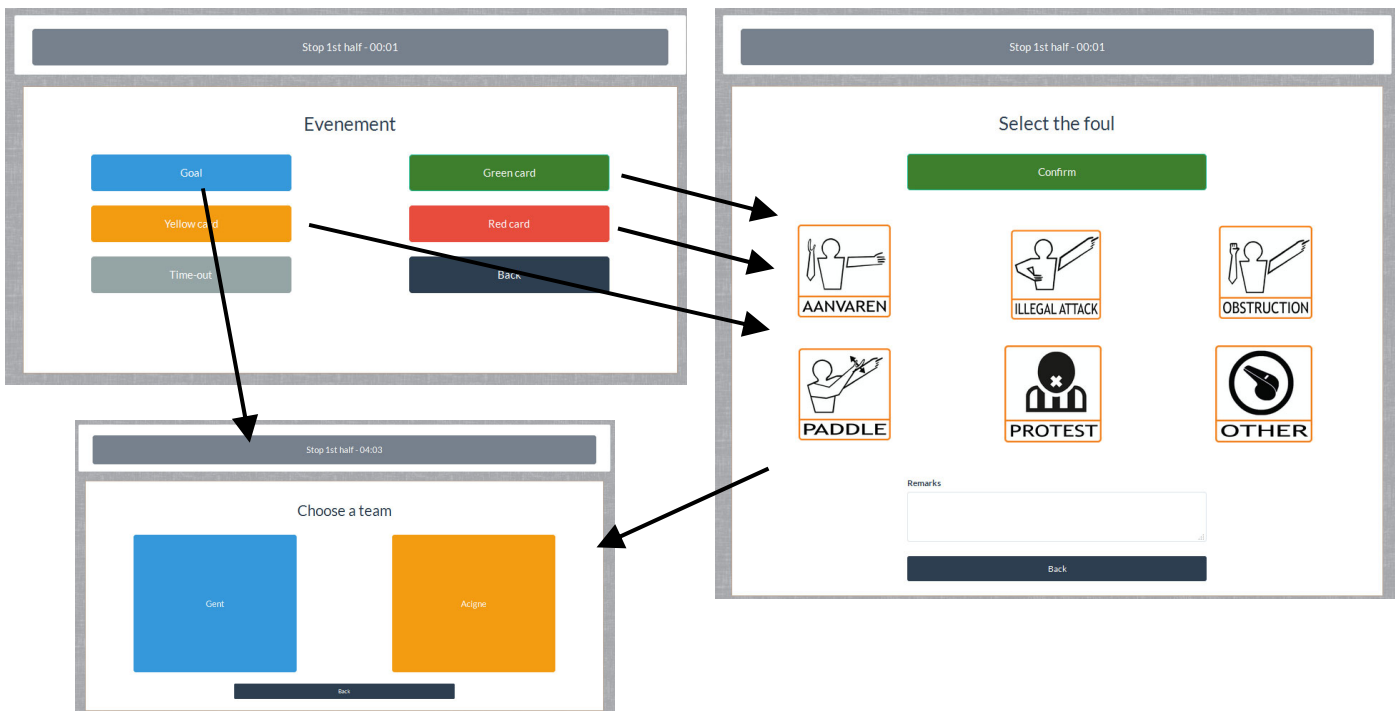 Stop 1st half - 00:01
Evenement
Goal
Green card
Yellow card
Red card
Time-out
Back
Stop 1st half - 00:01
Select the foul
Confirm
AANVAREN
ILLEGAL ATTACK
OBSTRUCTION
PADDLE
PROTEST
OTHER
Remarks
Back
Stop 1st half - 04:03
Choose a team
Gent
Acigne
Back